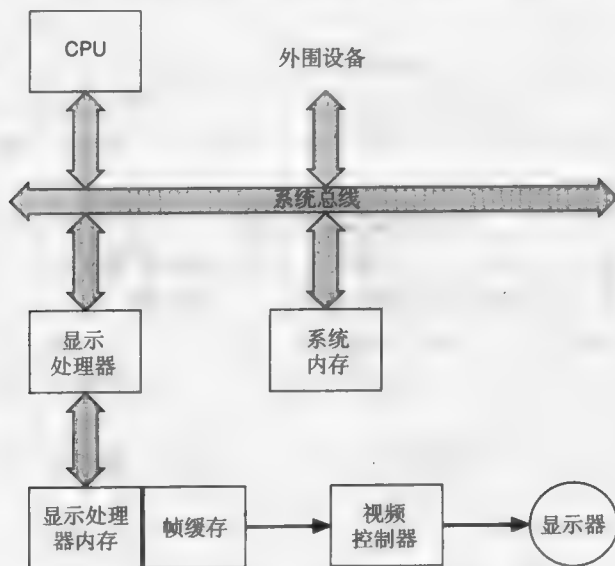 CPU
外围设备
系统总线
显示
处理器
系统
内存
显示处理
器内存
帧缓存
视频
控制器
显示器